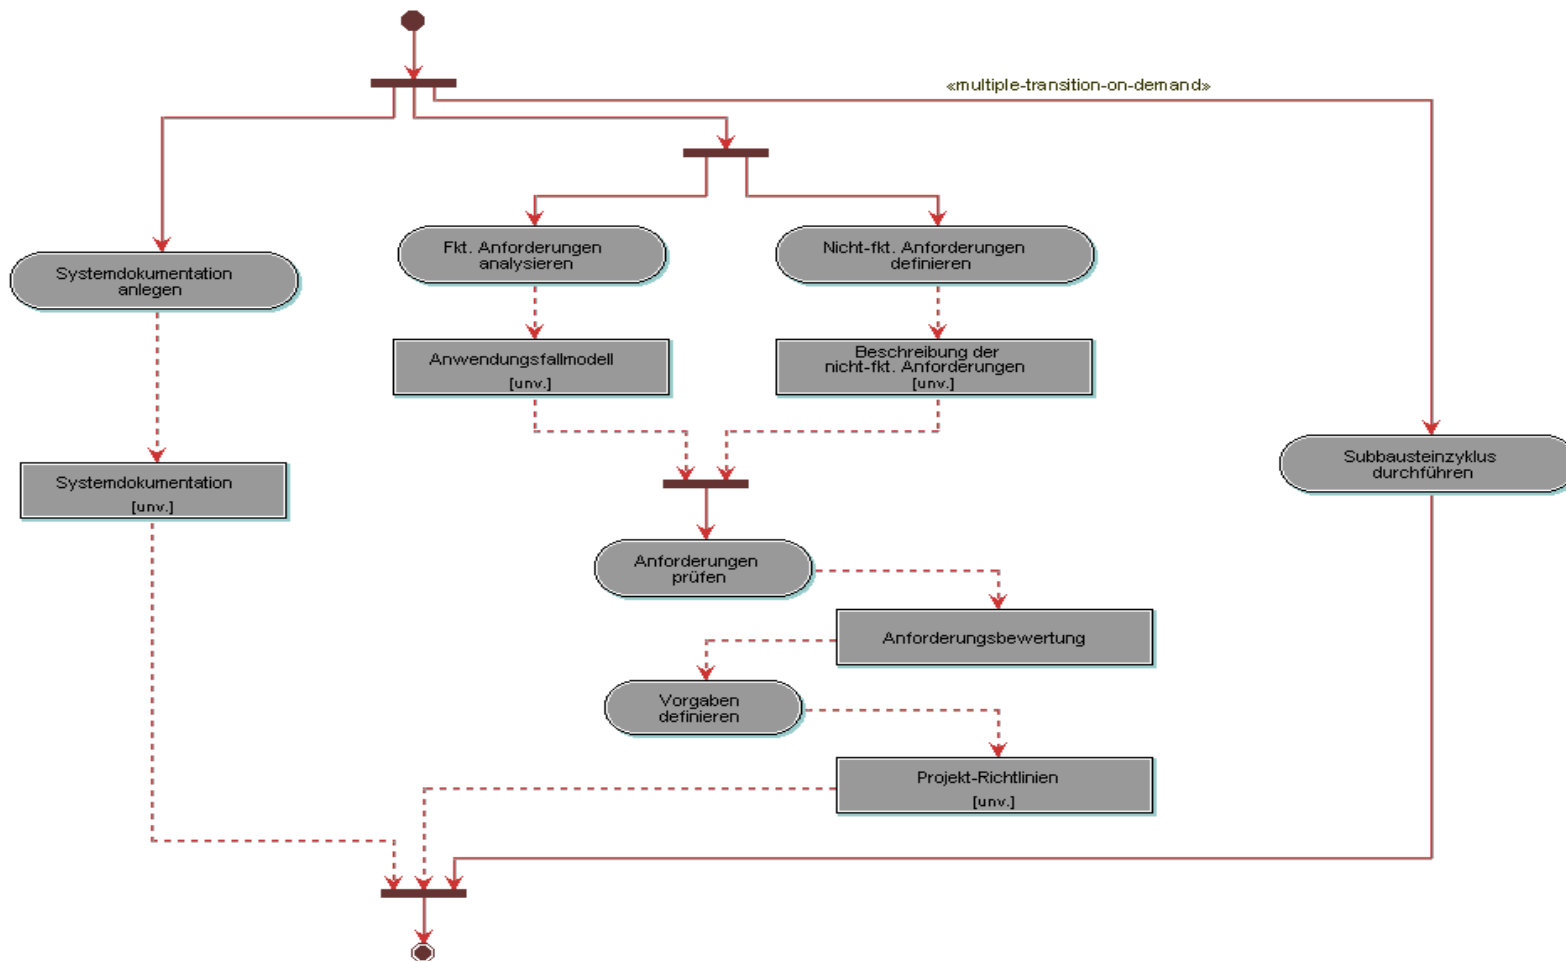 «multiple-transition-on-demand»
Fkt. Anforderungen
analysieren
Nicht-fkt. Anforderungen
definieren
Systemdokumentation
anlegen
Anwendungsfallmodell
[unv.]
Beschreibung der
nicht-fkt. Anforderungen
[unv.]
Subbausteinzyklus
durchführen
Systemdokumentation
[unv.]
Anforderungen
prüfen
Anforderungsbewertung
Vorgaben
definieren
Projekt-Richtlinien
[unv.]